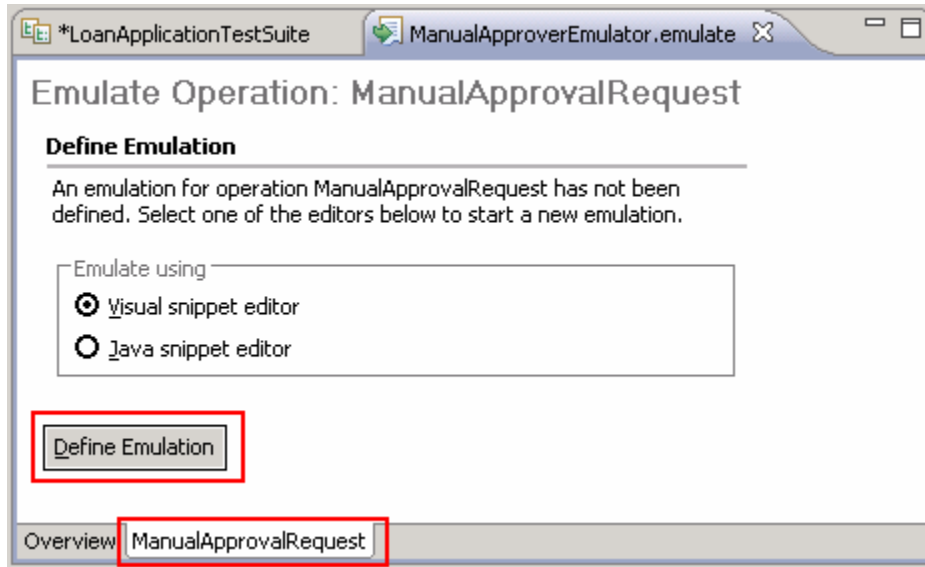 *LoanApplicationTestSuite ManualApproverEmulator.emulate
Emulate Operation: ManualApprovalRequest
Define Emulation
An emulation for operation ManualApprovalRequest has not been
defined. Select one of the editors below to start a new emulation.
Emulate using
Visual snippet editor
Java snippet editor
Define Emulation
Overview ManualApprovalRequest